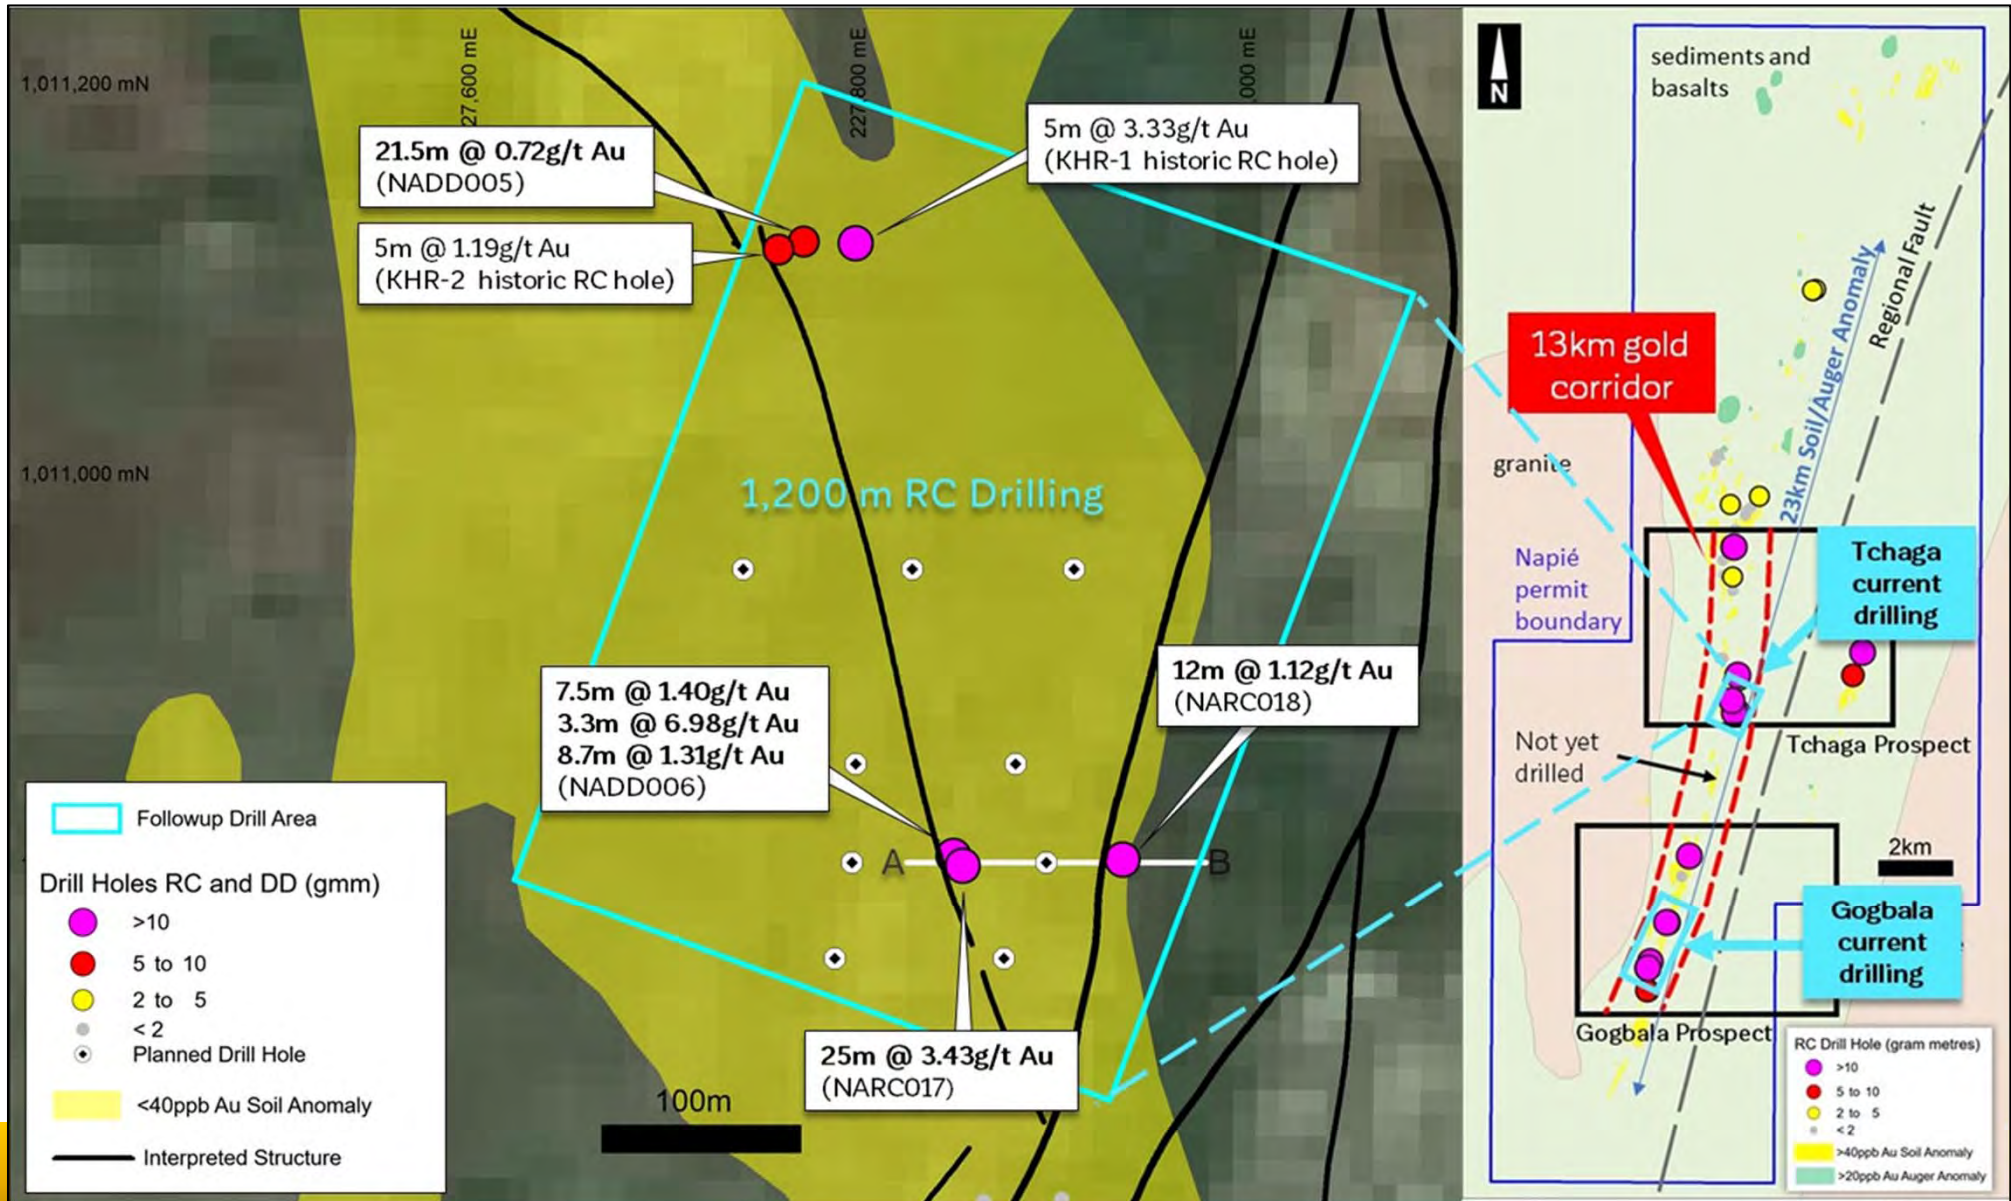 1,011,200 mN
27,600 mE
227,800 mE
,000 mE
21.5m @ 0.72g/t Au
(NADD005)
5m @ 3.33g/t Au
(KHR-1 historic RC hole)
5m @ 1.19g/t Au
(KHR-2 historic RC hole)
1,011,000 mN
1,200 m RC Drilling
7.5m @ 1.40g/t Au
3.3m @ 6.98g/t Au
8.7m @ 1.31g/t Au
(NADD006)
12m @ 1.12g/t Au
(NARC018)
A
B
25m @ 3.43g/t Au
(NARC017)
100m
Followup Drill Area
Drill Holes RC and DD (gmm)
>10
5 to 10
2 to 5
<2
Planned Drill Hole
<40ppb Au Soil Anomaly
Interpreted Structure
N
sediments and
basalts
Regional Fault
23km Soil/Auger Anomaly
13km gold
corridor
granite
Napié
permit
boundary
Tchaga
current
drilling
Not yet
drilled
Tchaga Prospect
2km
Gogbala
current
drilling
Gogbala Prospect
RC Drill Hole (gram metres)
>10
5 to 10
2 to 5
<2
>40ppb Au Soil Anomaly
>20ppb Au Auger Anomaly